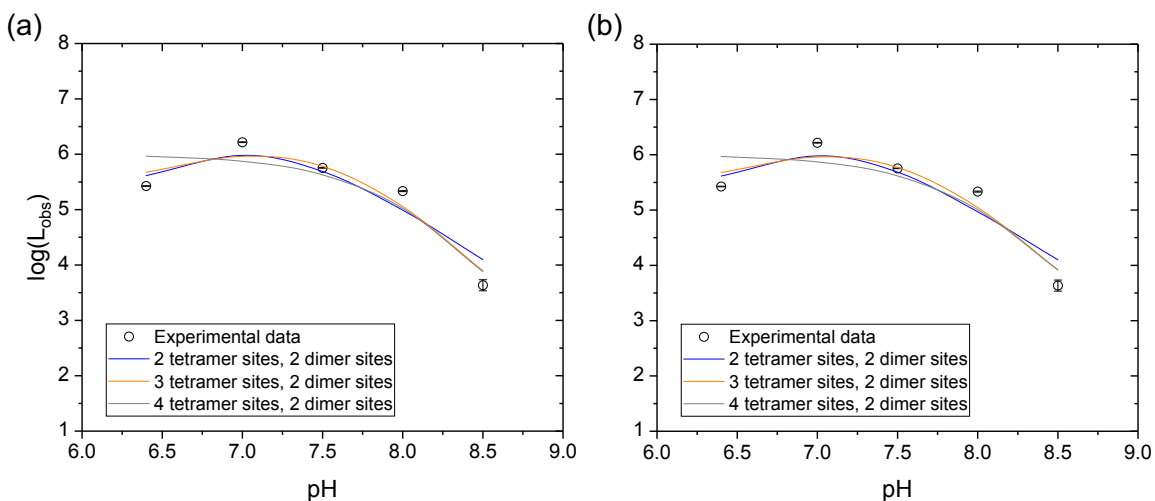 (a)
8
7
6
5
4
3
2
1
log(L_obs)
6.0 6.5 7.0 7.5 8.0 8.5 9.0
pH
Experimental data
2 tetramer sites, 2 dimer sites
3 tetramer sites, 2 dimer sites
4 tetramer sites, 2 dimer sites
(b)
8
7
6
5
4
3
2
1
6.0 6.5 7.0 7.5 8.0 8.5 9.0
pH
Experimental data
2 tetramer sites, 2 dimer sites
3 tetramer sites, 2 dimer sites
4 tetramer sites, 2 dimer sites